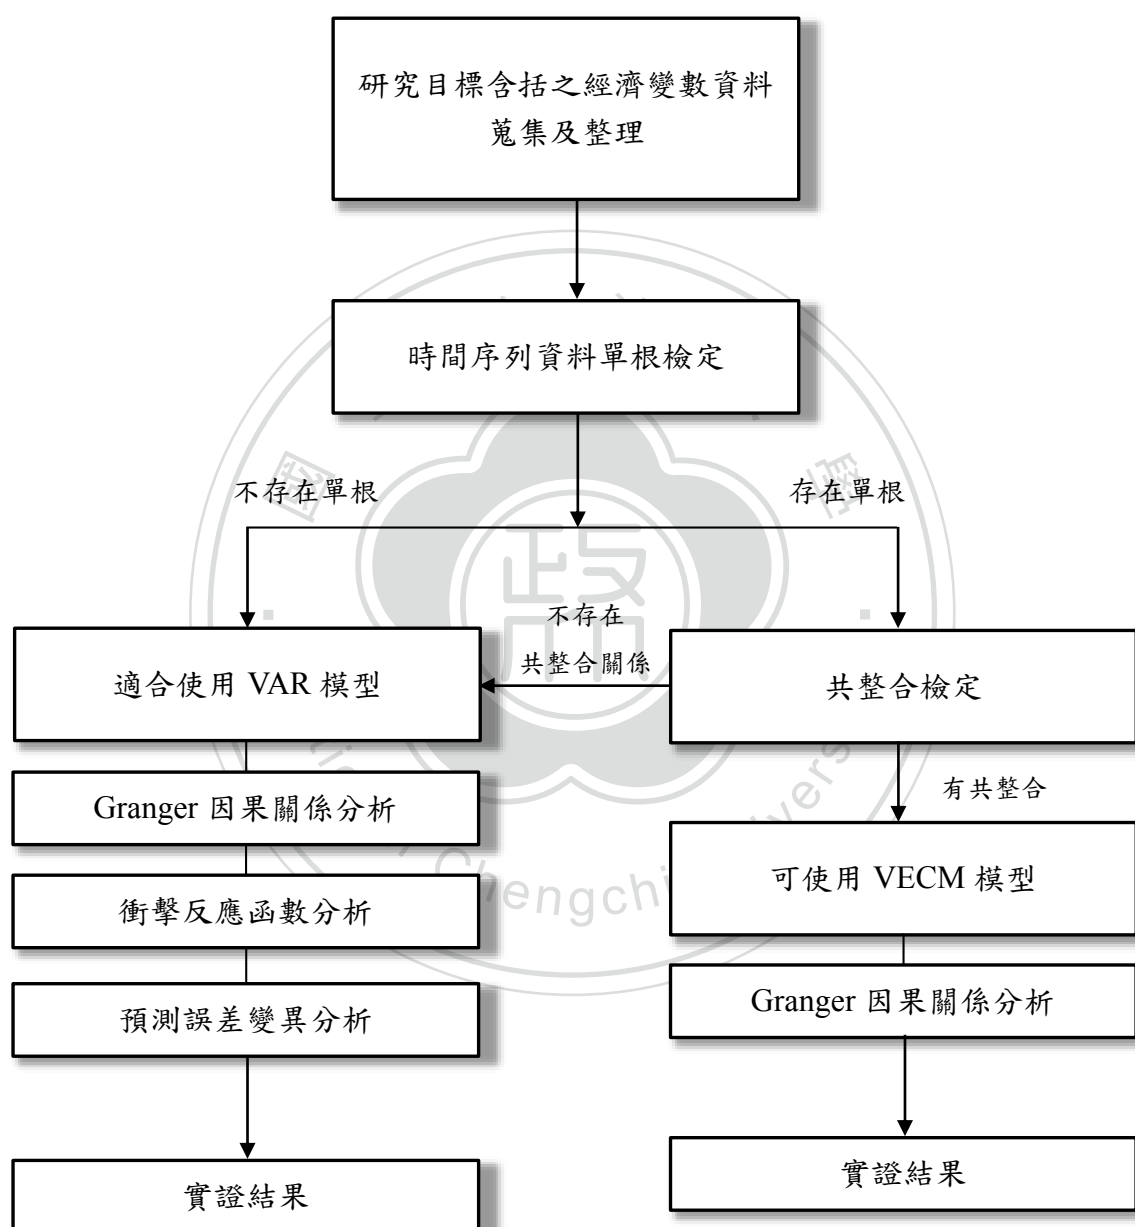 研究目標含括之經濟變數資料
蒐集及整理
時間序列資料單根檢定
不存在單根
存在單根
不存在
共整合關係
適合使用 VAR 模型
共整合檢定
有共整合
Granger 因果關係分析
可使用 VECM 模型
衝擊反應函數分析
預測誤差變異分析
Granger 因果關係分析
實證結果
實證結果
國
學
政
Chengchi